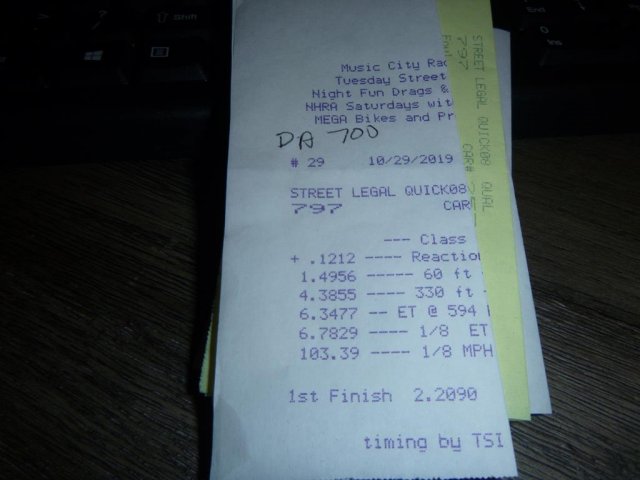 Music City Rac
Tuesday Street
Night Fun Drags &
NHRA Saturdays wit
MEGA Bikes and Pr
DA 700
# 29 10/29/2019
STREET LEGAL QUICK08
797 CAR
--- Class
+ .1212 ---- Reactio
1.4956 ----- 60 ft
4.3855 ---- 330 ft -
6.3477 -- ET @ 594
6.7829 ---- 1/8 ET
103.39 ---- 1/8 MPH
1st Finish 2.2090
timing by TSI
STREET LEGAL QUICK08 QUAL
797 CAR#
Shift
End